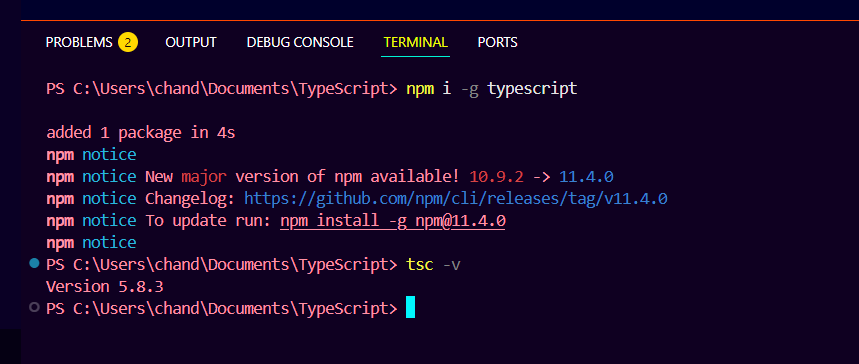 PROBLEMS 2 OUTPUT DEBUG CONSOLE TERMINAL PORTS
PS C:\Users\chand\Documents\TypeScript> npm i -g typescript
added 1 package in 4s
npm notice
npm notice New major version of npm available! 10.9.2 -> 11.4.0
npm notice Changelog: https://github.com/npm/cli/releases/tag/v11.4.0
npm notice To update run: npm install -g npm@11.4.0
npm notice
PS C:\Users\chand\Documents\TypeScript> tsc -v
Version 5.8.3
PS C:\Users\chand\Documents\TypeScript>